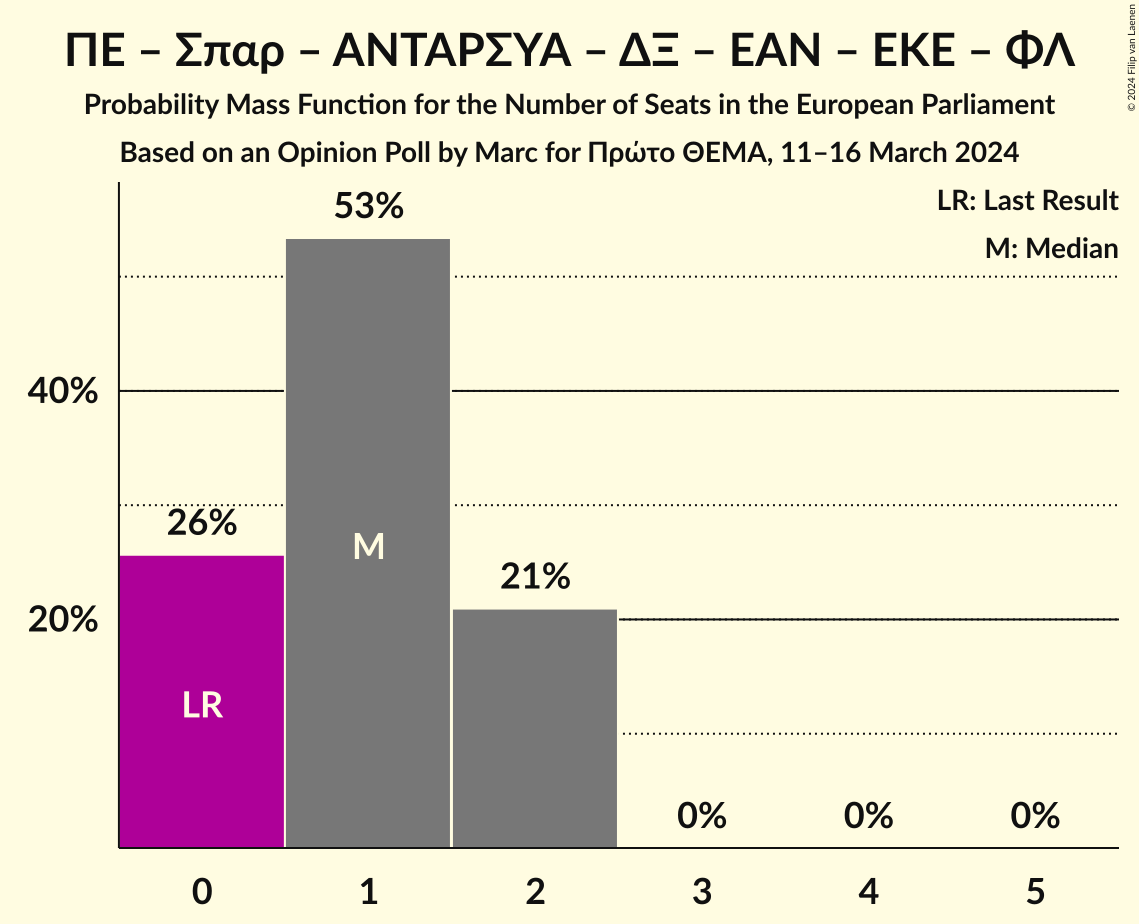 ΠΕ – Σπαρ – ΑΝΤΑΡΣΥΑ – ΔΞ – ΕΑΝ – ΕΚΕ – ΦΛ
Probability Mass Function for the Number of Seats in the European Parliament
Based on an Opinion Poll by Marc for Πρώτο ΘΕΜΑ, 11–16 March 2024
© 2024 Filip van Laenen
LR: Last Result
M: Median
53%
40%
26%
M
21%
20%
LR
0%
0%
0%
0
1
2
3
4
5